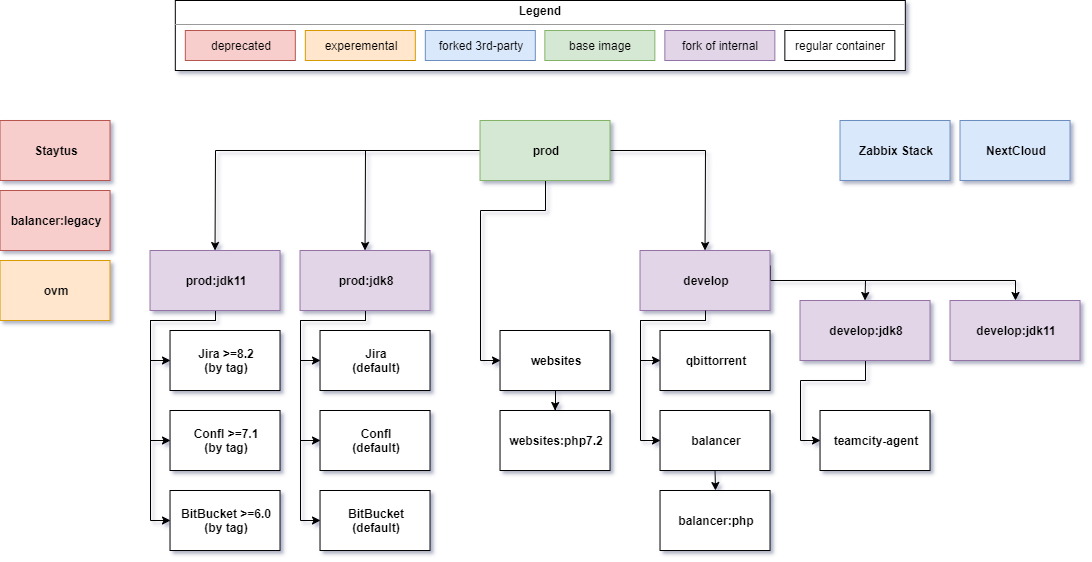 Legend
deprecated
experemental
forked 3rd-party
base image
fork of internal
regular container
Staytus
prod
Zabbix Stack
NextCloud
balancer:legacy
ovm
prod:jdk11
prod:jdk8
develop
develop:jdk8
develop:jdk11
Jira >=8.2
(by tag)
Jira
(default)
websites
qbittorrent
Confl >=7.1
(by tag)
Confl
(default)
websites:php7.2
balancer
teamcity-agent
BitBucket >=6.0
(by tag)
BitBucket
(default)
balancer:php